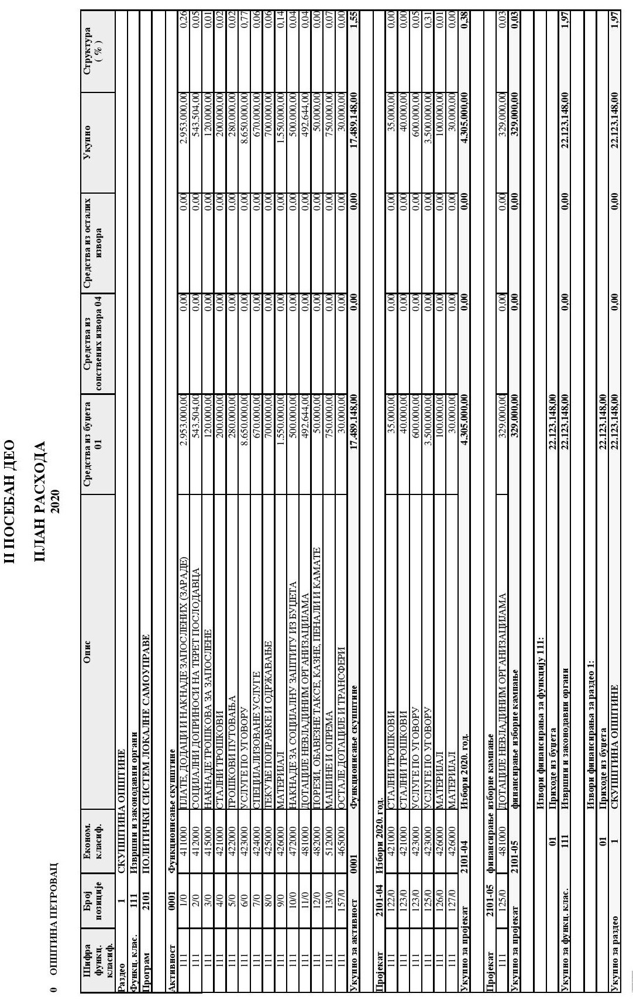 II ПОСЕБАН ДЕО
ПЛАН РАСХОДА
2020
0 ОПШТИНА ПЕТРОВАЦ
Шифра функц. класиф. Број позиције Економ. класиф. Опис Средства из буџета 01 Средства из сопствених извора 04 Средства из осталих извора Укупно Структура ( % )
Раздео 1 СКУПШТИНА ОПШТИНЕ
Функц. клас. 111 Извршни и законодавни органи
Програм 2101 ПОЛИТИЧКИ СИСТЕМ ЛОКАЛНЕ САМОУПРАВЕ
Активност 0001 Функционисање скупштине
111 1/0 411000 ПЛАТЕ, ДОДАЦИ И НАКНАДЕ ЗАПОСЛЕНИХ (ЗАРАДЕ) 2.953.000,00 0,00 0,00 2.953.000,00 0,26
111 2/0 412000 СОЦИЈАЛНИ ДОПРИНОСИ НА ТЕРЕТ ПОСЛОДАВЦА 543.504,00 0,00 0,00 543.504,00 0,05
111 3/0 415000 НАКНАДЕ ТРОШКОВА ЗА ЗАПОСЛЕНЕ 120.000,00 0,00 0,00 120.000,00 0,01
111 4/0 421000 СТАЛНИ ТРОШКОВИ 200.000,00 0,00 0,00 200.000,00 0,02
111 5/0 422000 ТРОШКОВИ ПУТОВАЊА 280.000,00 0,00 0,00 280.000,00 0,02
111 6/0 423000 УСЛУГЕ ПО УГОВОРУ 8.650.000,00 0,00 0,00 8.650.000,00 0,77
111 7/0 424000 СПЕЦИЈАЛИЗОВАНЕ УСЛУГЕ 670.000,00 0,00 0,00 670.000,00 0,06
111 8/0 425000 ТЕКУЋЕ ПОПРАВКЕ И ОДРЖАВАЊЕ 700.000,00 0,00 0,00 700.000,00 0,06
111 9/0 426000 МАТЕРИЈАЛ 1.550.000,00 0,00 0,00 1.550.000,00 0,14
111 10/0 472000 НАКНАДЕ ЗА СОЦИЈАЛНУ ЗАШТИТУ ИЗ БУЏЕТА 500.000,00 0,00 0,00 500.000,00 0,04
111 11/0 481000 ДОТАЦИЈЕ НЕВЛАДИНИМ ОРГАНИЗАЦИЈАМА 492.644,00 0,00 0,00 492.644,00 0,04
111 12/0 482000 ПОРЕЗИ, ОБАВЕЗНЕ ТАКСЕ, КАЗНЕ, ПЕНАЛИ И КАМАТЕ 50.000,00 0,00 0,00 50.000,00 0,00
111 13/0 512000 МАШИНЕ И ОПРЕМА 750.000,00 0,00 0,00 750.000,00 0,07
111 157/0 465000 ОСТАЛЕ ДОТАЦИЈЕ И ТРАНСФЕРИ 30.000,00 0,00 0,00 30.000,00 0,00
Укупно за активност 0001 Функционисање скупштине 17.489.148,00 0,00 0,00 17.489.148,00 1,55
Пројекат 2101-04 Избори 2020. год.
111 122/0 421000 СТАЛНИ ТРОШКОВИ 35.000,00 0,00 0,00 35.000,00 0,00
111 123/0 421000 СТАЛНИ ТРОШКОВИ 40.000,00 0,00 0,00 40.000,00 0,00
111 123/0 423000 УСЛУГЕ ПО УГОВОРУ 600.000,00 0,00 0,00 600.000,00 0,05
111 125/0 423000 УСЛУГЕ ПО УГОВОРУ 3.500.000,00 0,00 0,00 3.500.000,00 0,31
111 126/0 426000 МАТЕРИЈАЛ 100.000,00 0,00 0,00 100.000,00 0,01
111 127/0 426000 МАТЕРИЈАЛ 30.000,00 0,00 0,00 30.000,00 0,00
Укупно за пројекат 2101-04 Избори 2020. год. 4.305.000,00 0,00 0,00 4.305.000,00 0,38
Пројекат 2101-05 финансирање изборне кампање
111 125/0 481000 ДОТАЦИЈЕ НЕВЛАДИНИМ ОРГАНИЗАЦИЈАМА 329.000,00 0,00 0,00 329.000,00 0,03
Укупно за пројекат 2101-05 финансирање изборне кампање 329.000,00 0,00 0,00 329.000,00 0,03
Извори финансирања за функцију 111:
01 Приходе из буџета 22.123.148,00
Укупно за функц. клас. 111 Извршни и законодавни органи 22.123.148,00 0,00 0,00 22.123.148,00 1,97
Извори финансирања за раздео 1:
01 Приходе из буџета 22.123.148,00
Укупно за раздео 1 СКУПШТИНА ОПШТИНЕ 22.123.148,00 0,00 0,00 22.123.148,00 1,97